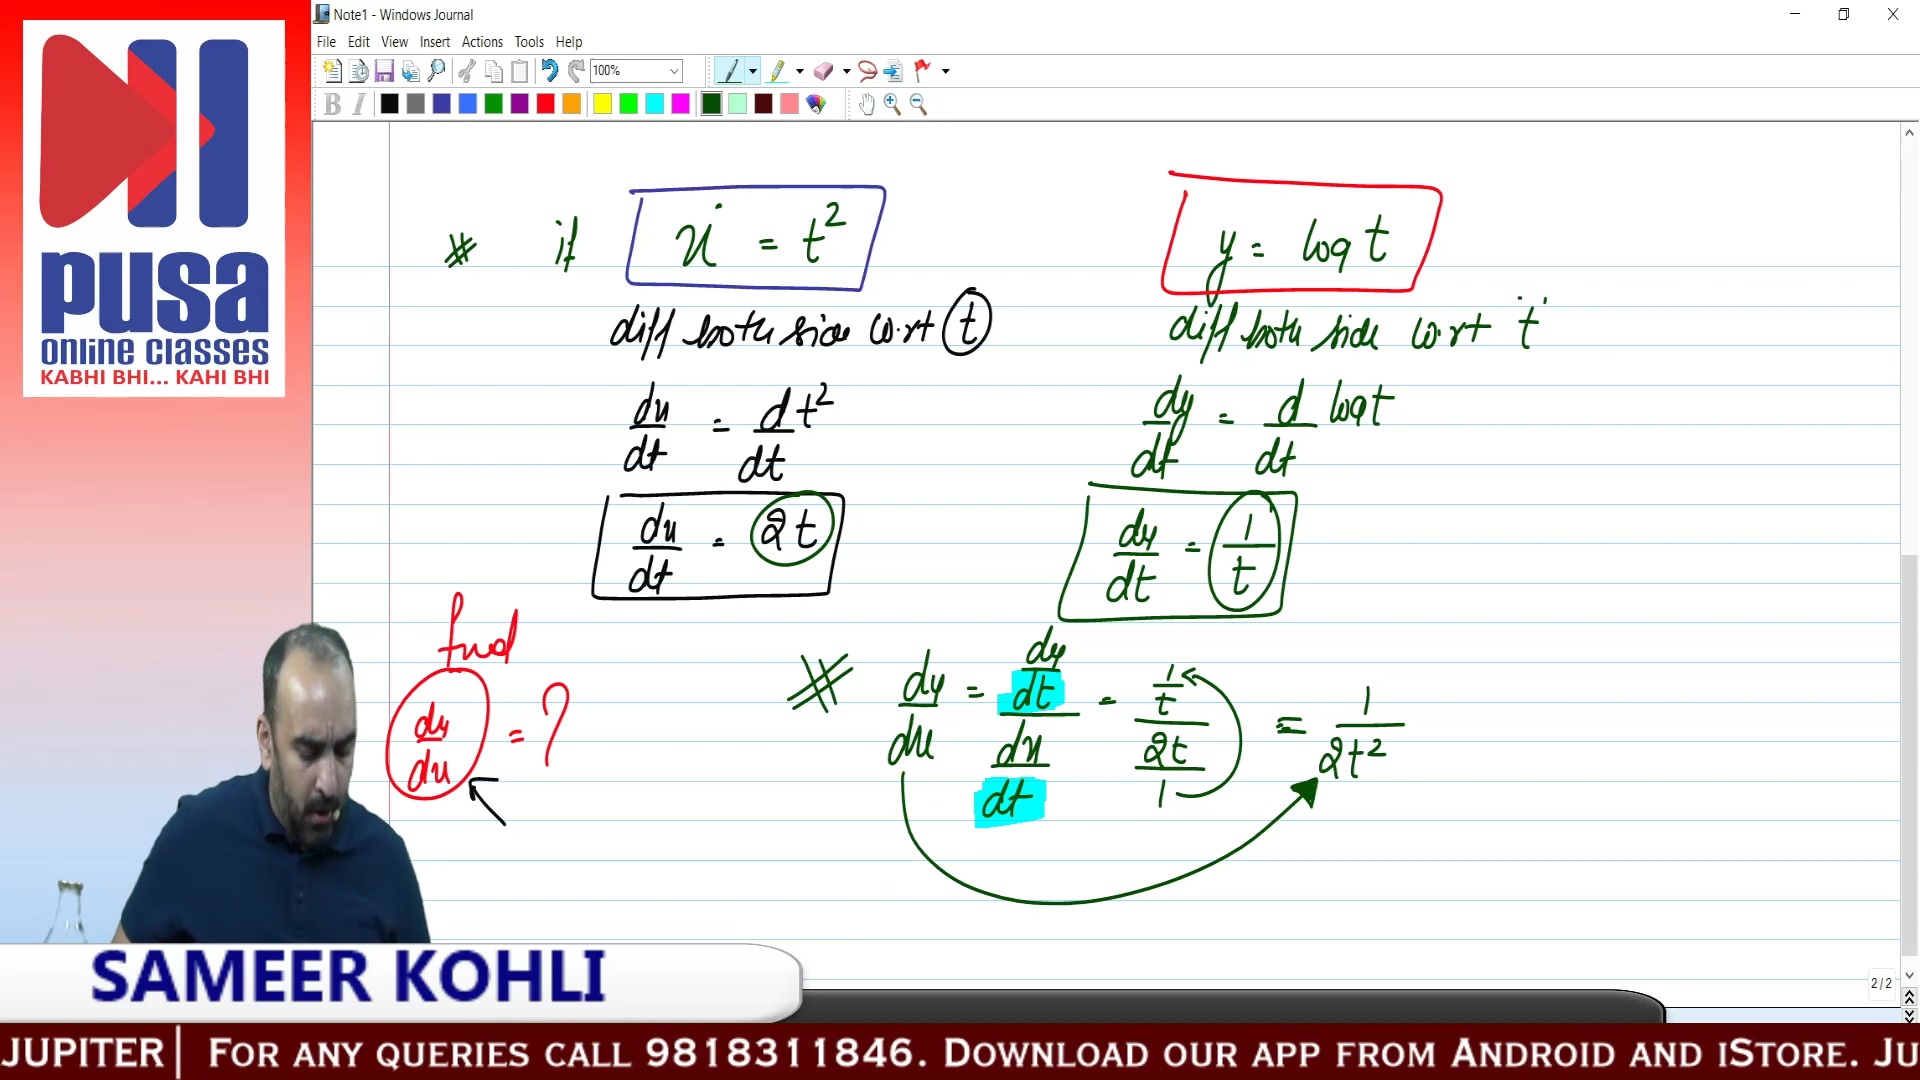 Note1 - Windows Journal
File Edit View Insert Actions Tools Help
100%
B I
PUSA
online classes
KABHI BHI... KAHI BHI
# if x = t² y = log t
diff both side w.r.t t diff both side w.r.t t
dx/dt = d/dt t² dy/dt = d/dt log t
dx/dt = 2t dy/dt = 1/t
find
dy/dx = ?
# dy/dx = (dy/dt)/(dx/dt) = (1/t)/(2t/1) = 1/2t²
2 / 2
SAMEER KOHLI
JUPITER | FOR ANY QUERIES CALL 9818311846. DOWNLOAD OUR APP FROM ANDROID AND ISTORE. JU